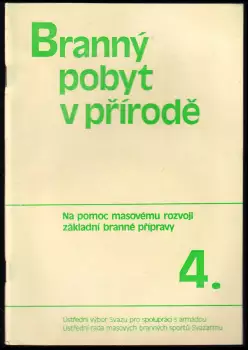 Branný
pobyt
v přírodě
Na pomoc masovému rozvoji
základní branné přípravy
4.
Ústřední výbor Svazu pro spolupráci s armádou
Ústřední rada masových branných sportů Svazarmu